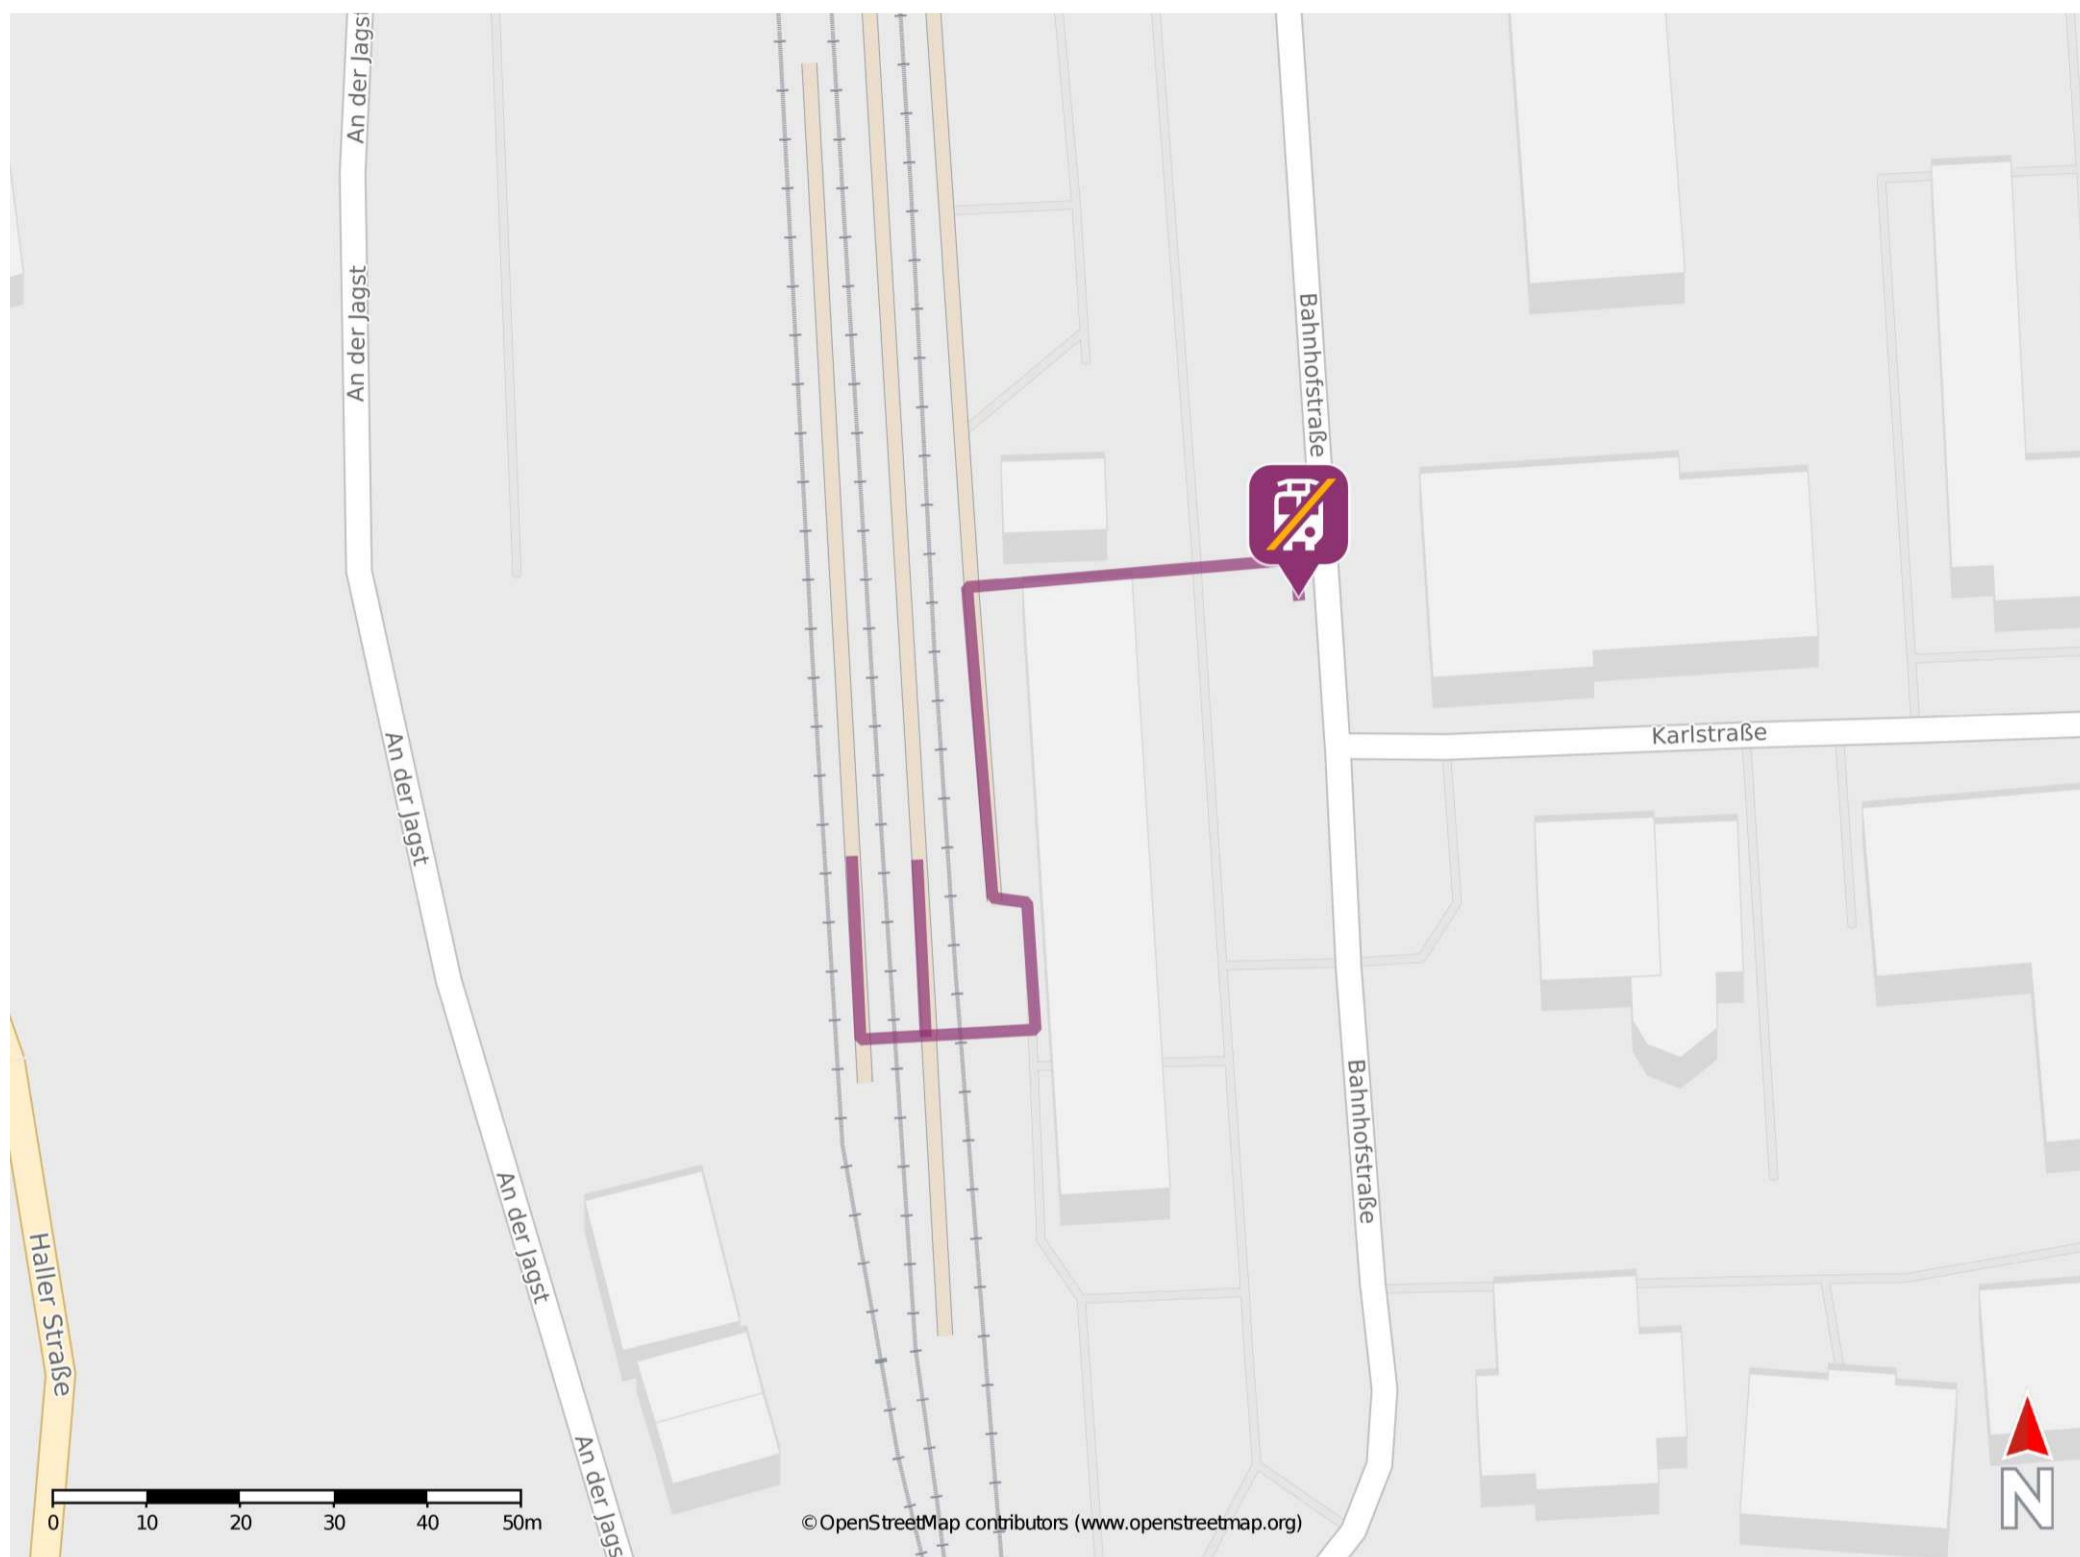 An der Jagst
An der Jagst
Bahnhofstraße
Karlstraße
An der Jagst
Bahnhofstraße
An der Jagst
Haller Straße
An der Jags
0 10 20 30 40 50m
© OpenStreetMap contributors (www.openstreetmap.org)
N